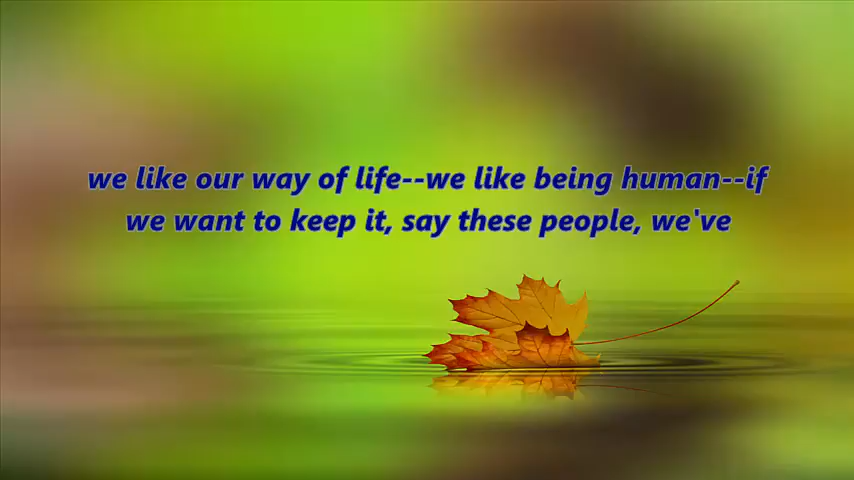 we like our way of life--we like being human--if
we want to keep it, say these people, we've